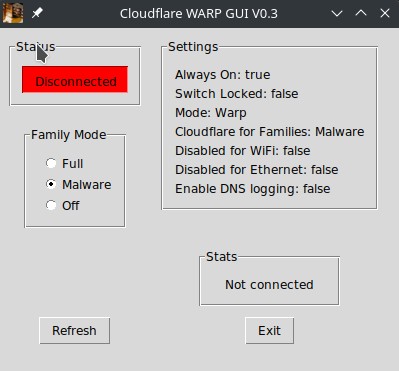 Cloudflare WARP GUI V0.3
Status
Disconnected
Family Mode
Full
Malware
Off
Settings
Always On: true
Switch Locked: false
Mode: Warp
Cloudflare for Families: Malware
Disabled for WiFi: false
Disabled for Ethernet: false
Enable DNS logging: false
Stats
Not connected
Refresh
Exit